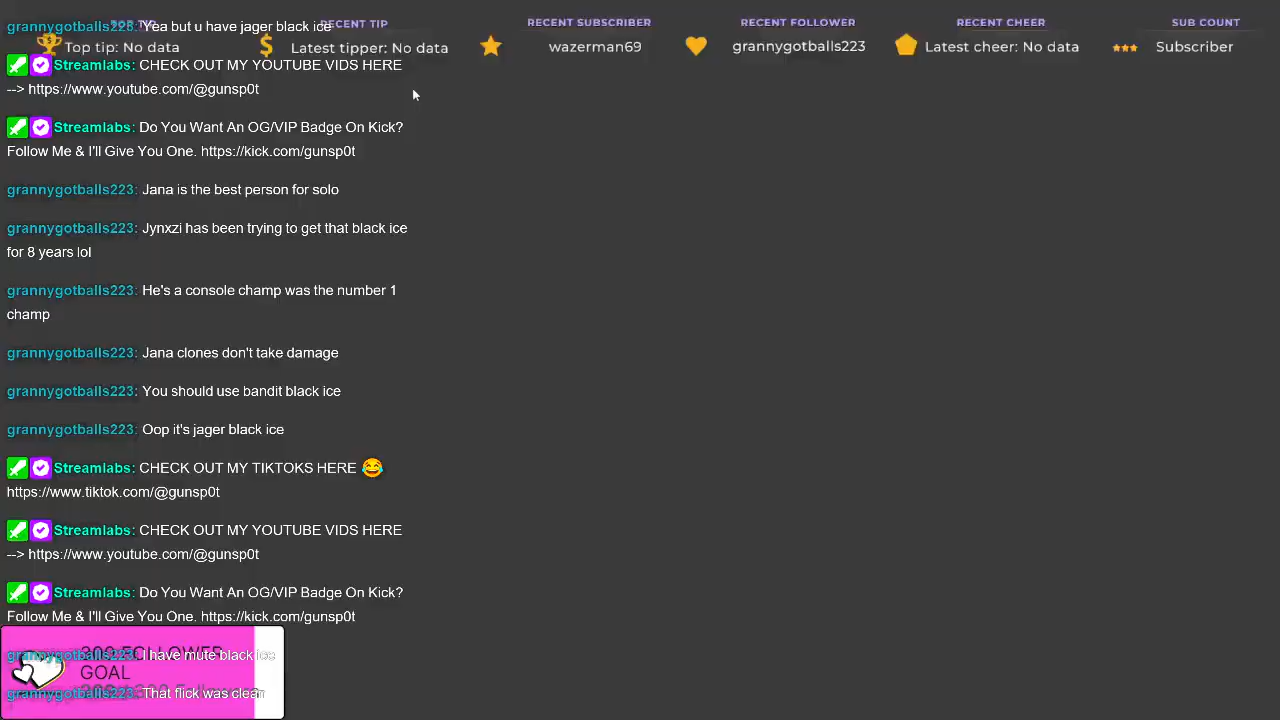 TOP TIP
RECENT TIP
RECENT SUBSCRIBER
RECENT FOLLOWER
RECENT CHEER
SUB COUNT
Top tip: No data
Latest tipper: No data
wazerman69
grannygotballs223
Latest cheer: No data
Subscriber
grannygotballs223: Yea but u have jager black ice
Streamlabs: CHECK OUT MY YOUTUBE VIDS HERE
--> https://www.youtube.com/@gunsp0t
Streamlabs: Do You Want An OG/VIP Badge On Kick?
Follow Me & I'll Give You One. https://kick.com/gunsp0t
grannygotballs223: Jana is the best person for solo
grannygotballs223: Jynxzi has been trying to get that black ice
for 8 years lol
grannygotballs223: He's a console champ was the number 1
champ
grannygotballs223: Jana clones don't take damage
grannygotballs223: You should use bandit black ice
grannygotballs223: Oop it's jager black ice
Streamlabs: CHECK OUT MY TIKTOKS HERE 😂
https://www.tiktok.com/@gunsp0t
Streamlabs: CHECK OUT MY YOUTUBE VIDS HERE
--> https://www.youtube.com/@gunsp0t
Streamlabs: Do You Want An OG/VIP Badge On Kick?
Follow Me & I'll Give You One. https://kick.com/gunsp0t
300 FOLLOWER
GOAL
grannygotballs223: I have mute black ice
grannygotballs223: That flick was clean